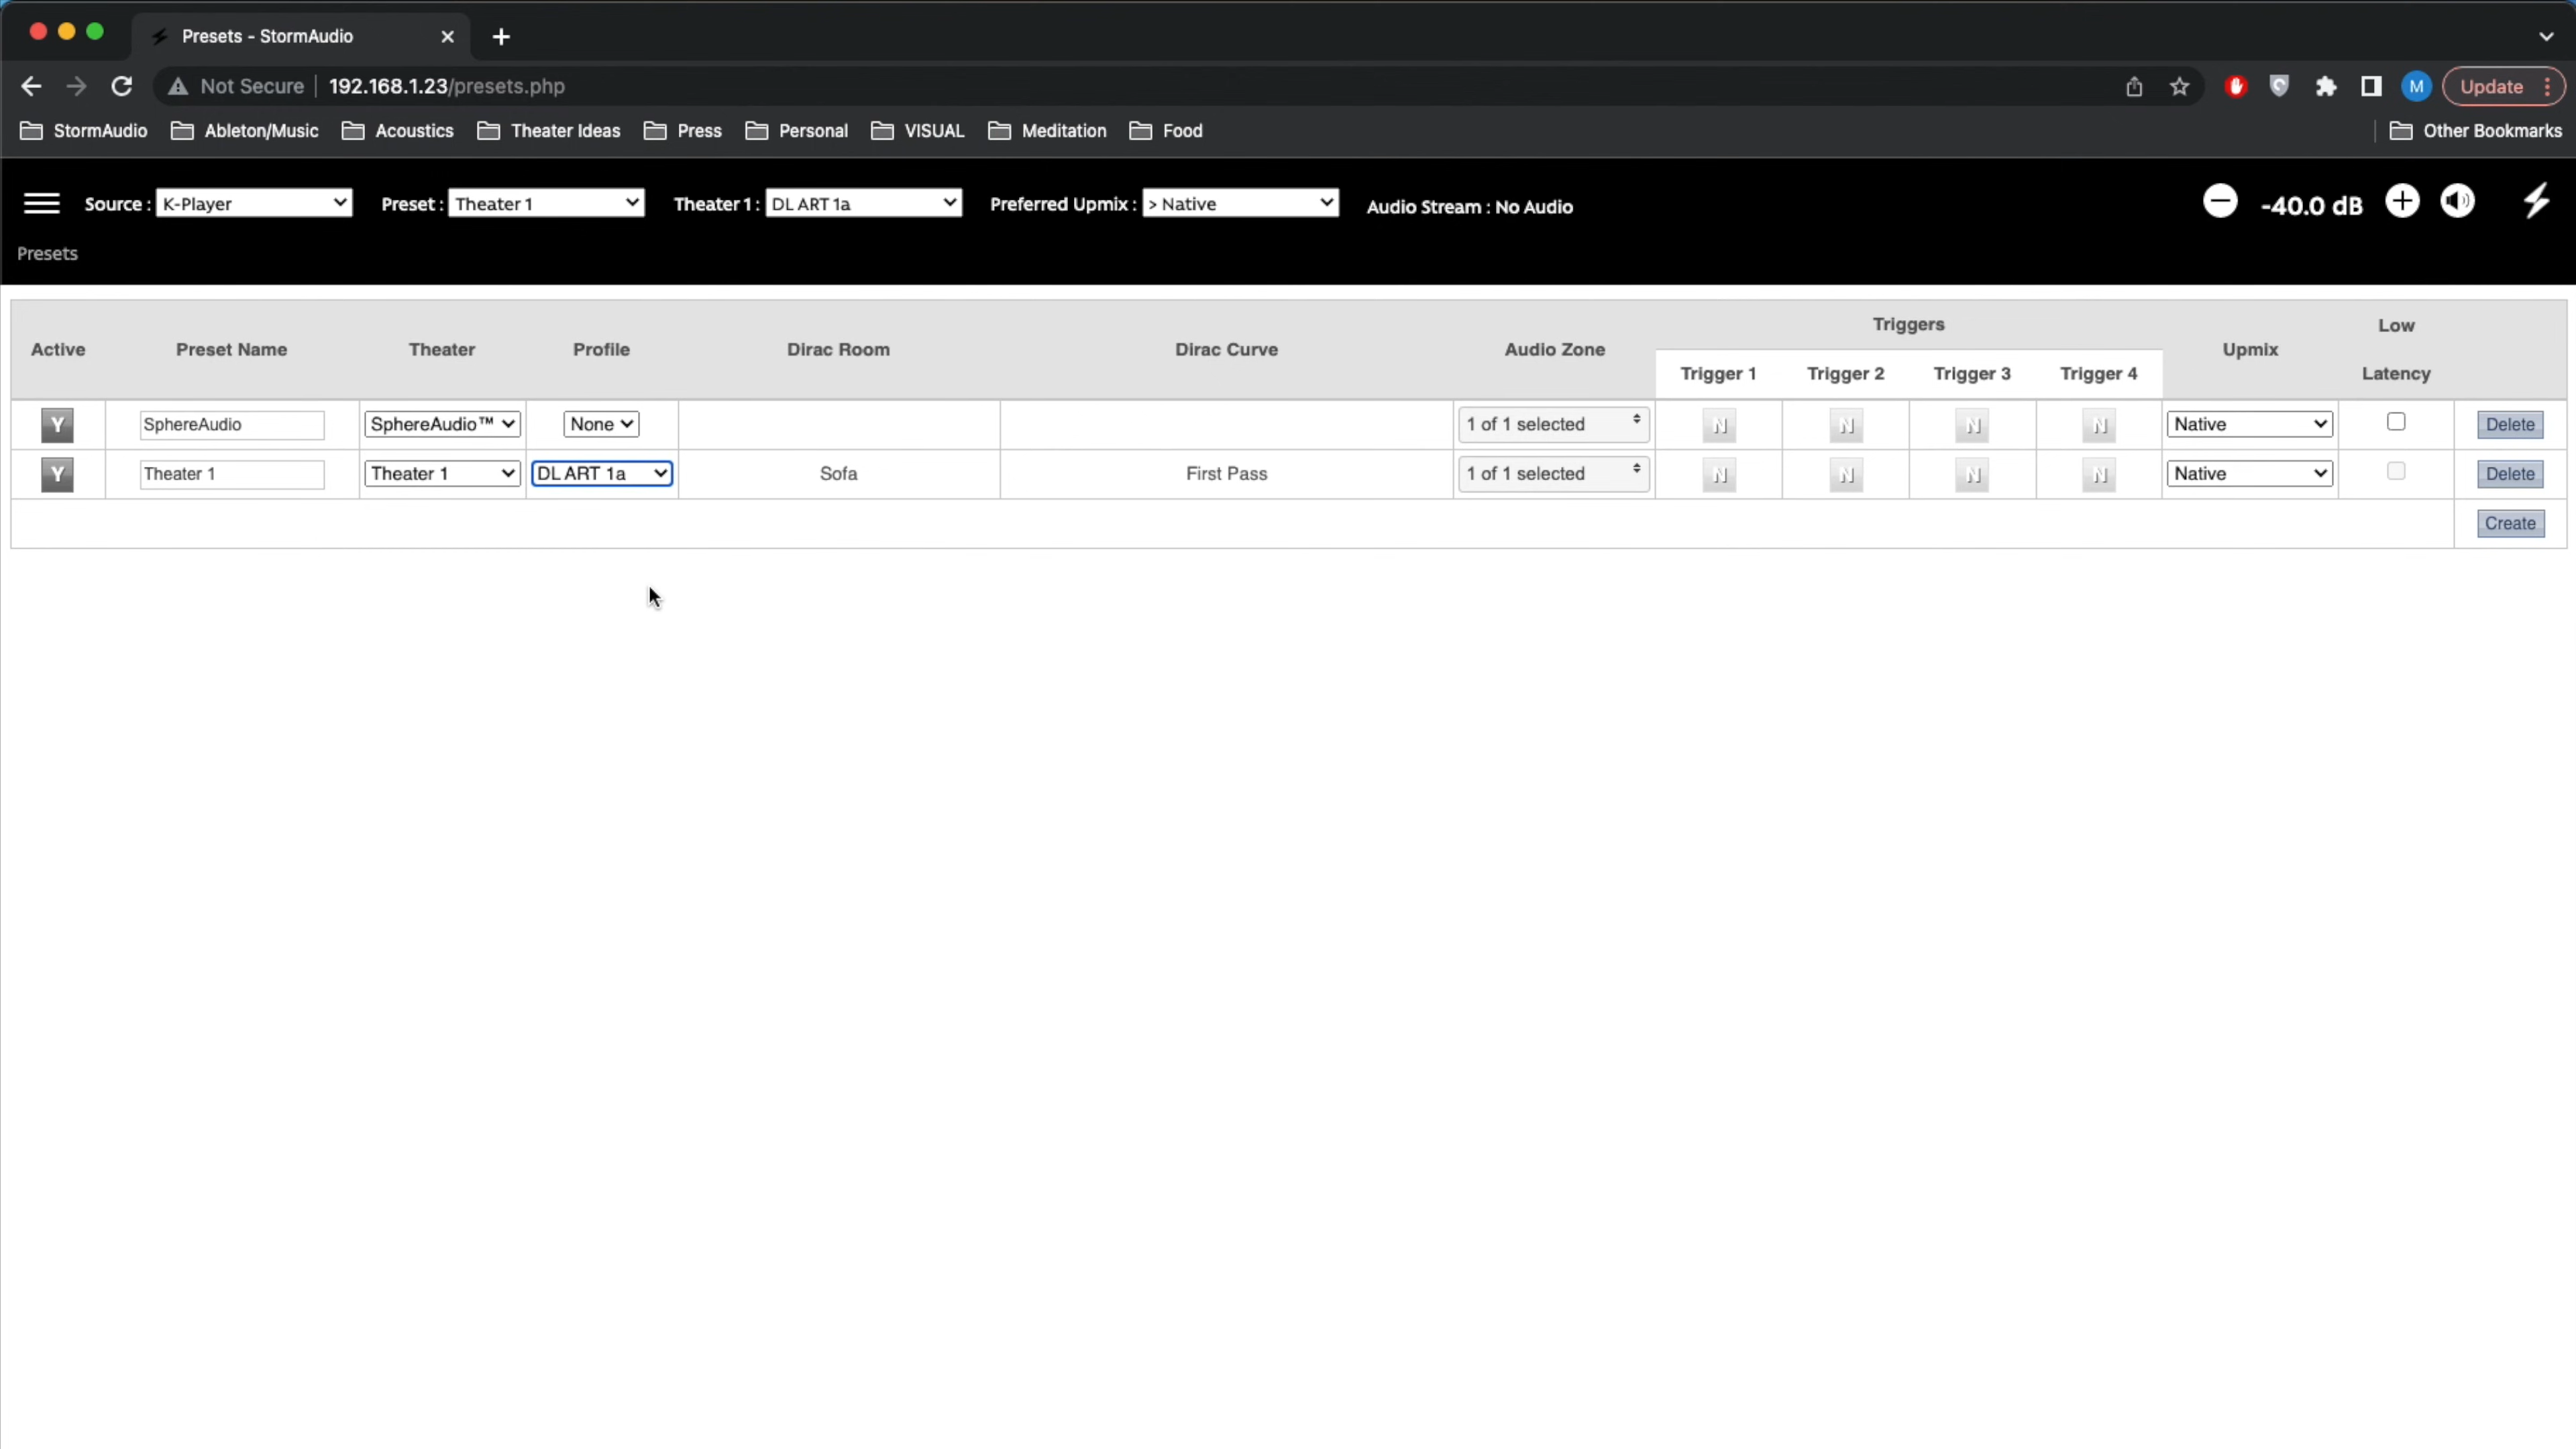 Presets - StormAudio
Not Secure 192.168.1.23/presets.php M Update
StormAudio Ableton/Music Acoustics Theater Ideas Press Personal VISUAL Meditation Food Other Bookmarks
Source : K-Player Preset : Theater 1 Theater 1 : DL ART 1a Preferred Upmix : > Native Audio Stream : No Audio -40.0 dB
Presets
Active Preset Name Theater Profile Dirac Room Dirac Curve Audio Zone Triggers Upmix Low Latency
Trigger 1 Trigger 2 Trigger 3 Trigger 4
Y SphereAudio SphereAudio™ None 1 of 1 selected N N N N Native Delete
Y Theater 1 Theater 1 DL ART 1a Sofa First Pass 1 of 1 selected N N N N Native Delete
Create